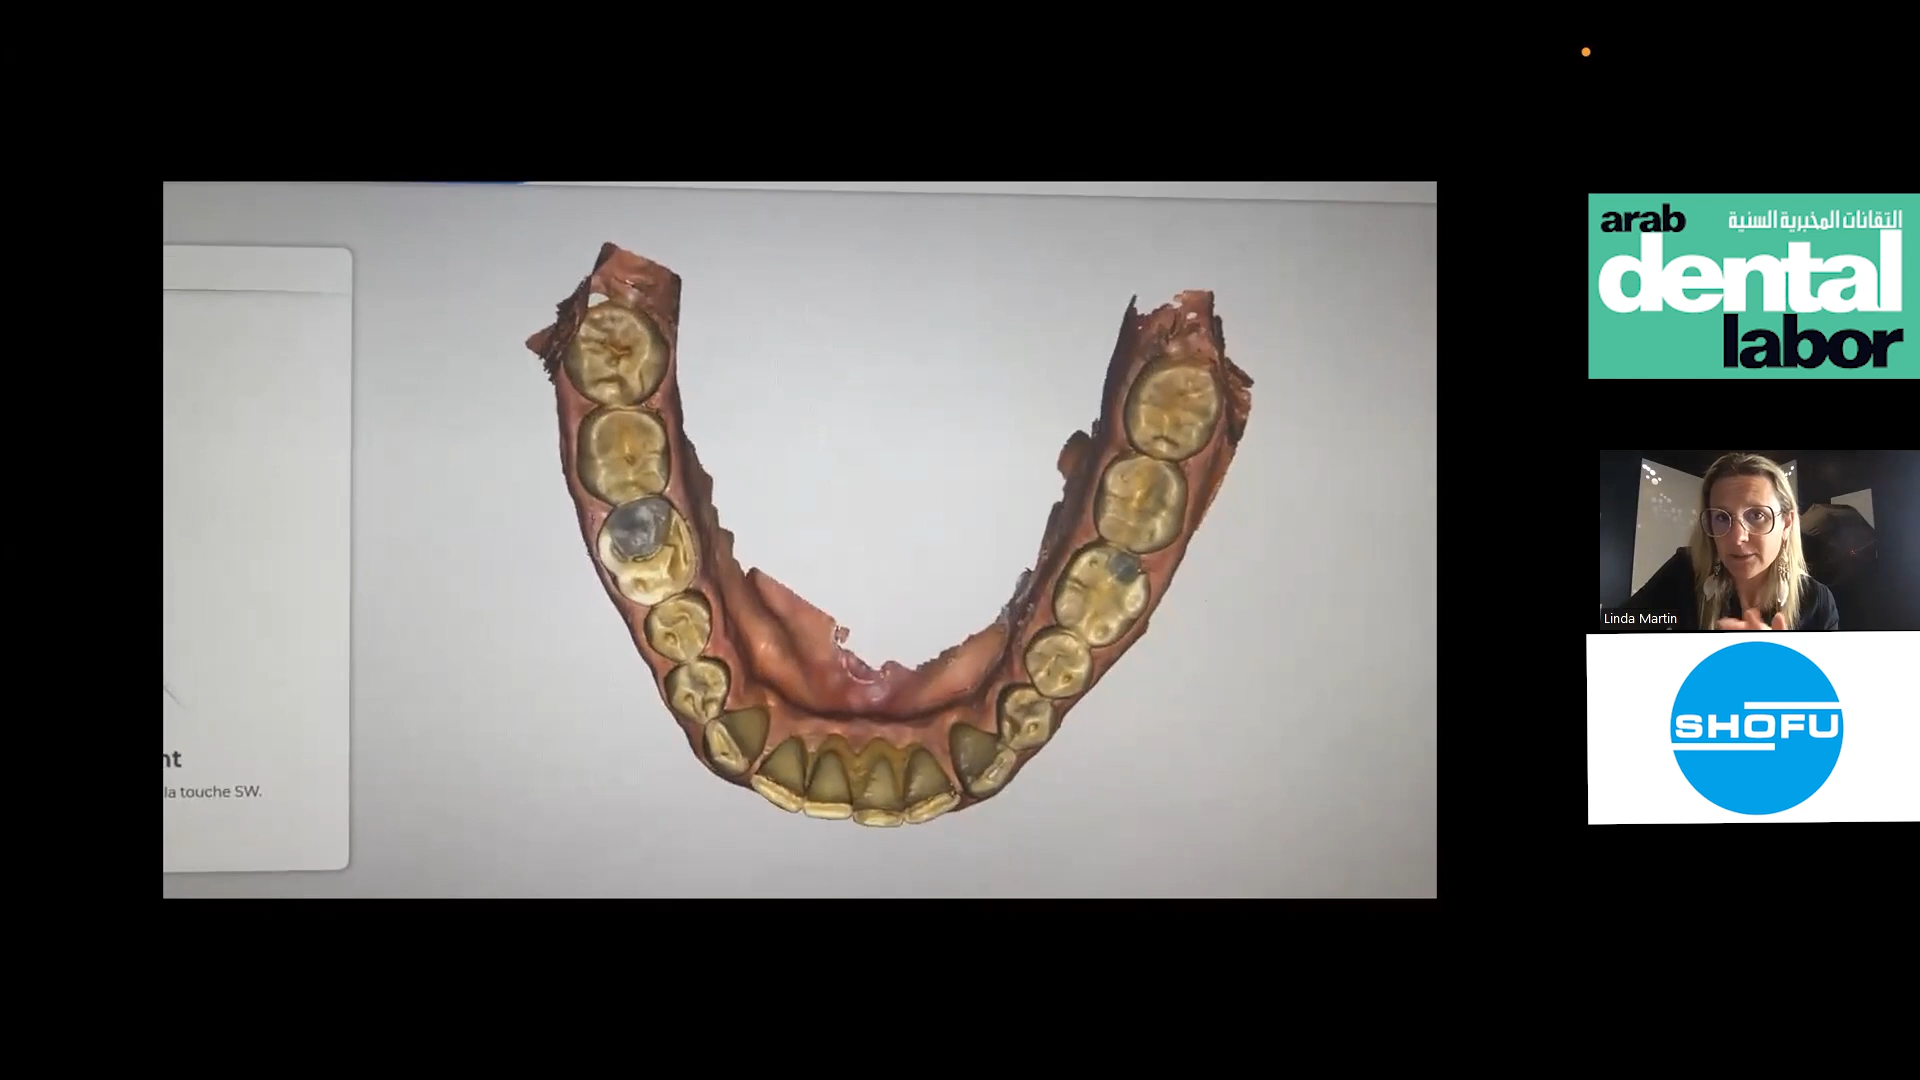 arab
التقانات المخبرية السنية
dental
labor
nt
la touche SW.
Linda Martin
SHOFU